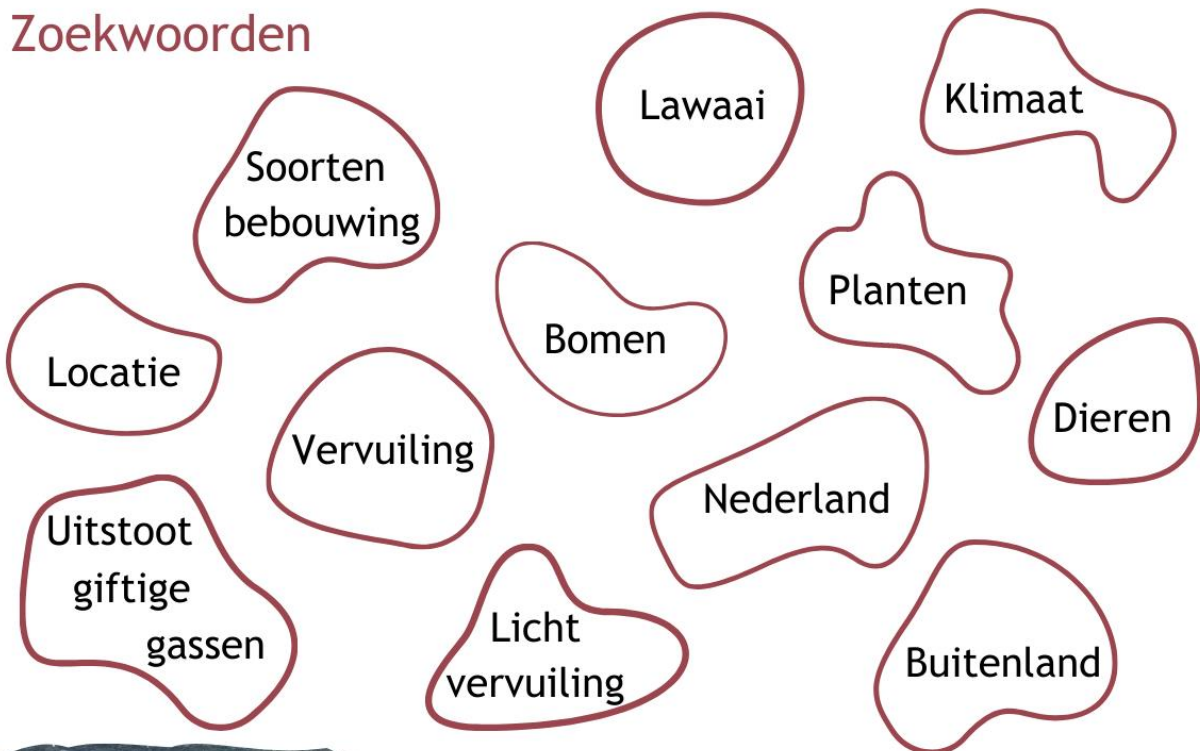 Zoekwoorden
Lawaai
Klimaat
Soorten
bebouwing
Planten
Bomen
Locatie
Dieren
Vervuiling
Nederland
Uitstoot
giftige
gassen
Licht
vervuiling
Buitenland